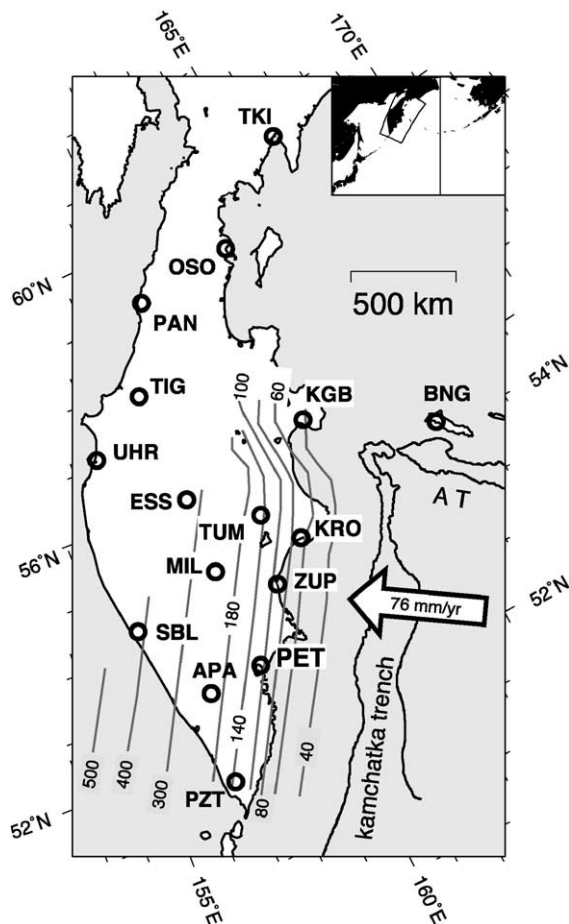 165°E
170°E
TKI
OSO
60°N
500 km
PAN
54°N
TIG
100
60
KGB
BNG
UHR
ESS
A T
TUM
KRO
56°N
MIL
ZUP
52°N
180
76 mm/yr
SBL
PET
APA
140
40
kamchatka trench
500
400
300
80
PZT
52°N
155°E
160°E